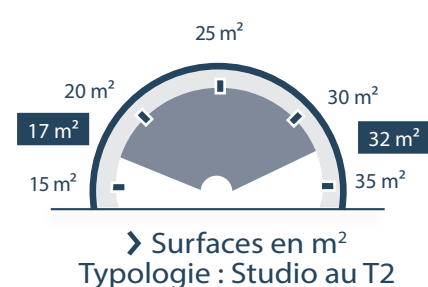 25 m²
20 m²
30 m²
17 m²
32 m²
15 m²
35 m²
Surfaces en m²
Typologie : Studio au T2